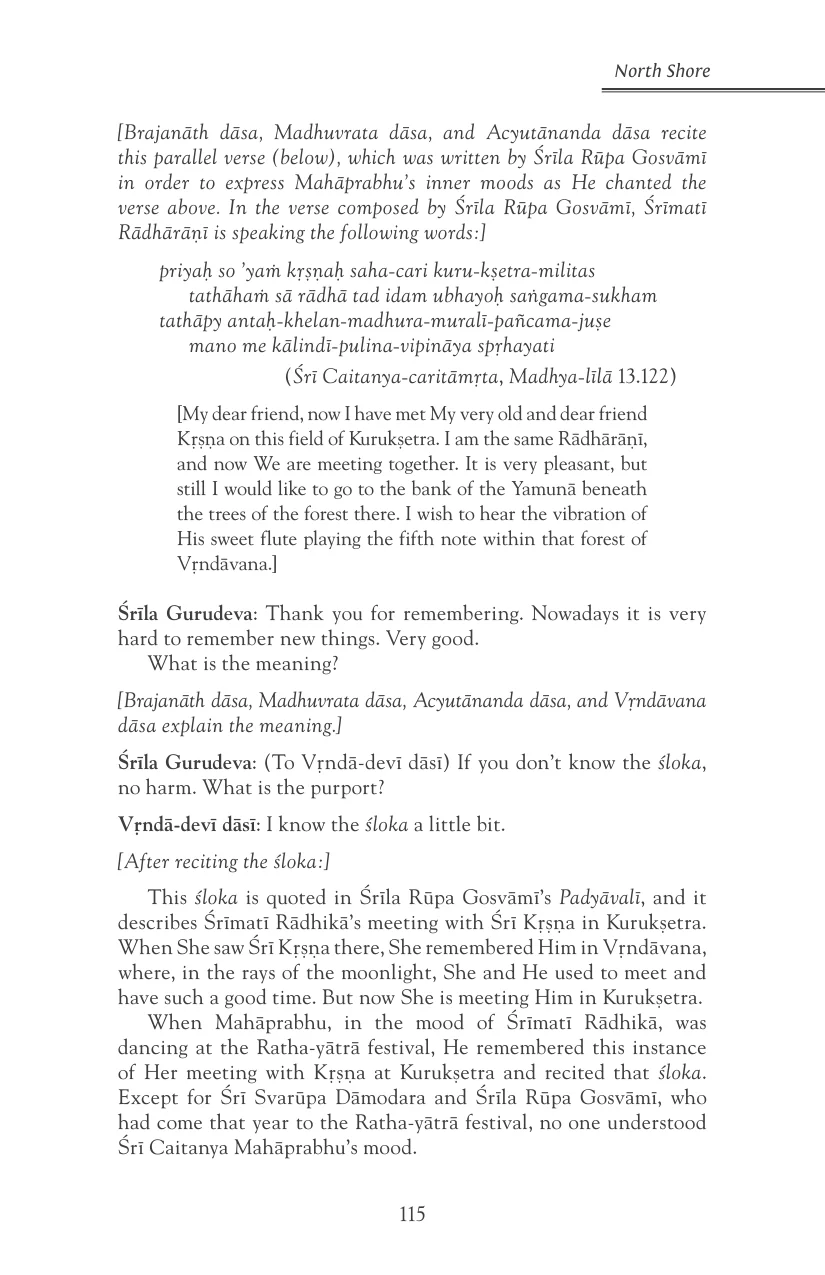 North Shore
[Brajanāth dāsa, Madhuvrata dāsa, and Acyutānanda dāsa recite
this parallel verse (below), which was written by Śrīla Rūpa Gosvāmī
in order to express Mahāprabhu’s inner moods as He chanted the
verse above. In the verse composed by Śrīla Rūpa Gosvāmī, Śrīmatī
Rādhārāṇī is speaking the following words:]
priyaḥ so ’yaṁ kṛṣṇaḥ saha-cari kuru-kṣetra-militas
tathāhaṁ sā rādhā tad idam ubhayoḥ saṅgama-sukham
tathāpy antaḥ-khelan-madhura-muralī-pañcama-juṣe
mano me kālindī-pulina-vipināya spṛhayati
(Śrī Caitanya-caritāmṛta, Madhya-līlā 13.122)
[My dear friend, now I have met My very old and dear friend
Kṛṣṇa on this field of Kurukṣetra. I am the same Rādhārāṇī,
and now We are meeting together. It is very pleasant, but
still I would like to go to the bank of the Yamunā beneath
the trees of the forest there. I wish to hear the vibration of
His sweet flute playing the fifth note within that forest of
Vṛndāvana.]
Śrīla Gurudeva: Thank you for remembering. Nowadays it is very
hard to remember new things. Very good.
What is the meaning?
[Brajanāth dāsa, Madhuvrata dāsa, Acyutānanda dāsa, and Vṛndāvana
dāsa explain the meaning.]
Śrīla Gurudeva: (To Vṛndā-devī dāsī) If you don’t know the śloka,
no harm. What is the purport?
Vṛndā-devī dāsī: I know the śloka a little bit.
[After reciting the śloka:]
This śloka is quoted in Śrīla Rūpa Gosvāmī’s Padyāvalī, and it
describes Śrīmatī Rādhikā’s meeting with Śrī Kṛṣṇa in Kurukṣetra.
When She saw Śrī Kṛṣṇa there, She remembered Him in Vṛndāvana,
where, in the rays of the moonlight, She and He used to meet and
have such a good time. But now She is meeting Him in Kurukṣetra.
When Mahāprabhu, in the mood of Śrīmatī Rādhikā, was
dancing at the Ratha-yātrā festival, He remembered this instance
of Her meeting with Kṛṣṇa at Kurukṣetra and recited that śloka.
Except for Śrī Svarūpa Dāmodara and Śrīla Rūpa Gosvāmī, who
had come that year to the Ratha-yātrā festival, no one understood
Śrī Caitanya Mahāprabhu’s mood.
115